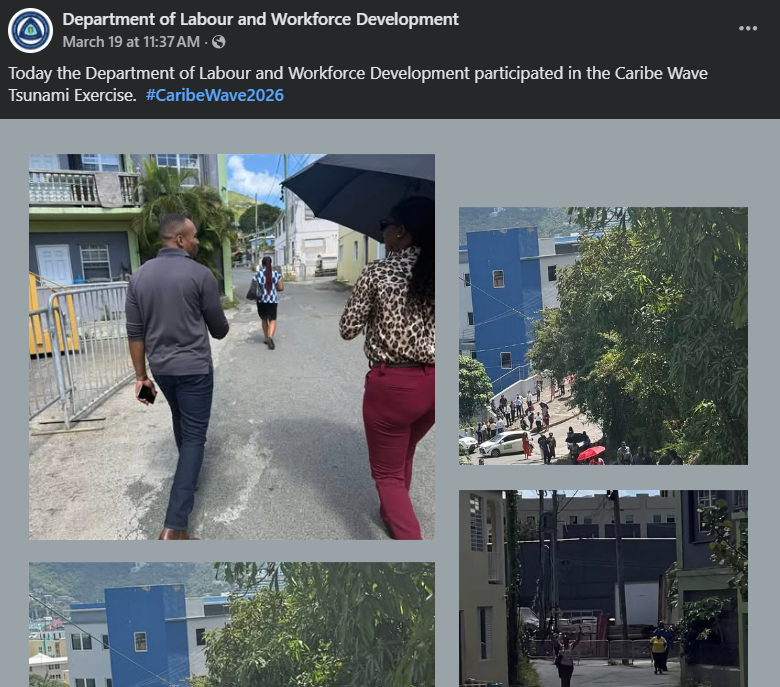 Department of Labour and Workforce Development
March 19 at 11:37 AM ·
Today the Department of Labour and Workforce Development participated in the Caribe Wave
Tsunami Exercise. #CaribeWave2026